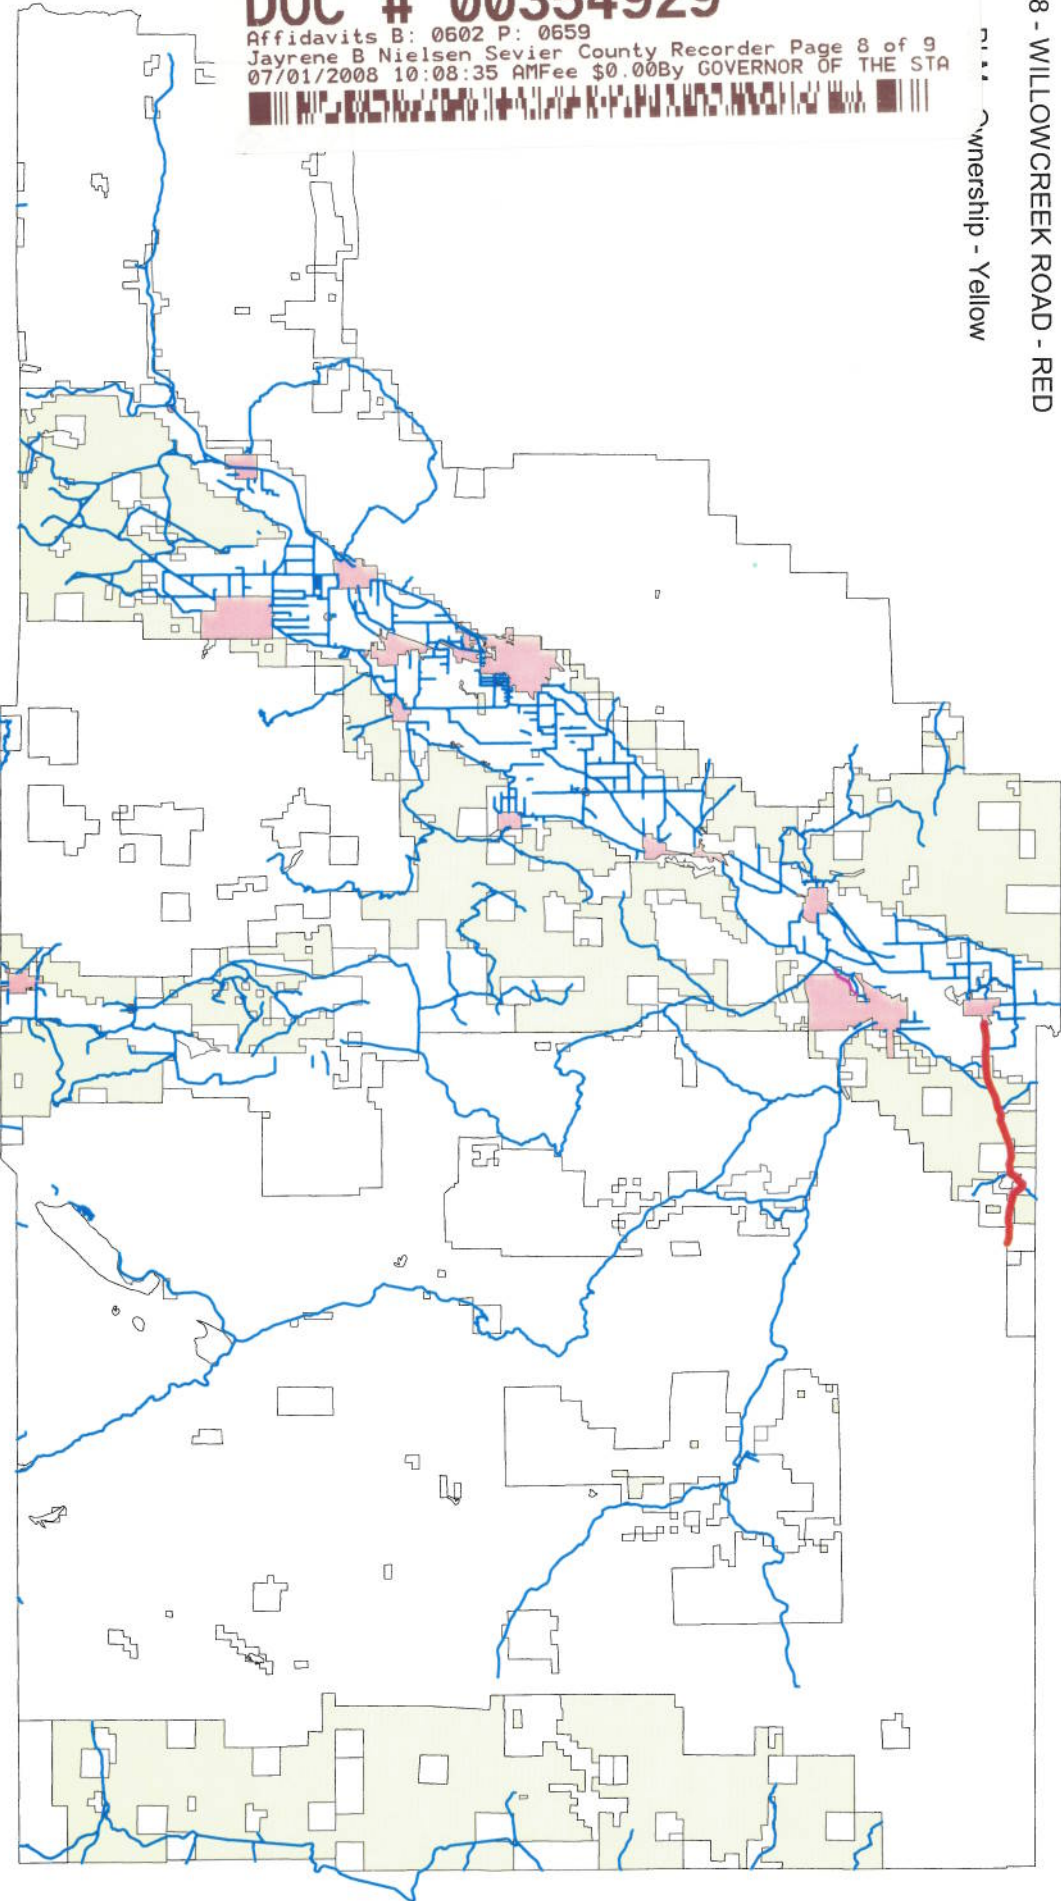 DOC # 00354929
Affidavits B: 0602 P: 0659
Jayrene B Nielsen Sevier County Recorder Page 8 of 9
07/01/2008 10:08:35 AMFee $0.00By GOVERNOR OF THE STA
8 - WILLOWCREEK ROAD - RED
Ownership - Yellow